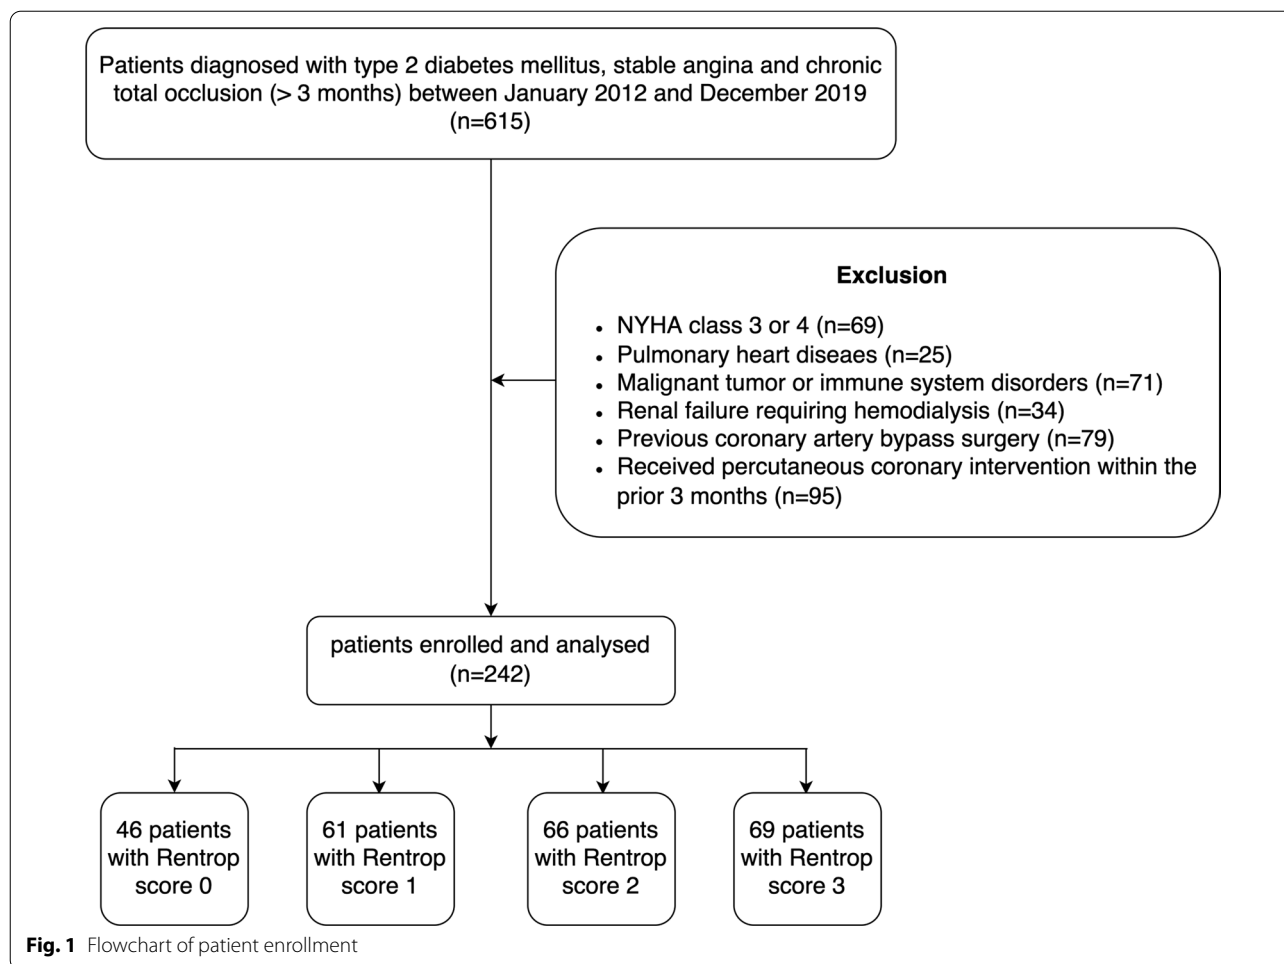 Patients diagnosed with type 2 diabetes mellitus, stable angina and chronic
total occlusion (> 3 months) between January 2012 and December 2019
(n=615)
Exclusion
• NYHA class 3 or 4 (n=69)
• Pulmonary heart diseaes (n=25)
• Malignant tumor or immune system disorders (n=71)
• Renal failure requiring hemodialysis (n=34)
• Previous coronary artery bypass surgery (n=79)
• Received percutaneous coronary intervention within the
prior 3 months (n=95)
patients enrolled and analysed
(n=242)
46 patients
with Rentrop
score 0
61 patients
with Rentrop
score 1
66 patients
with Rentrop
score 2
69 patients
with Rentrop
score 3
Fig. 1 Flowchart of patient enrollment